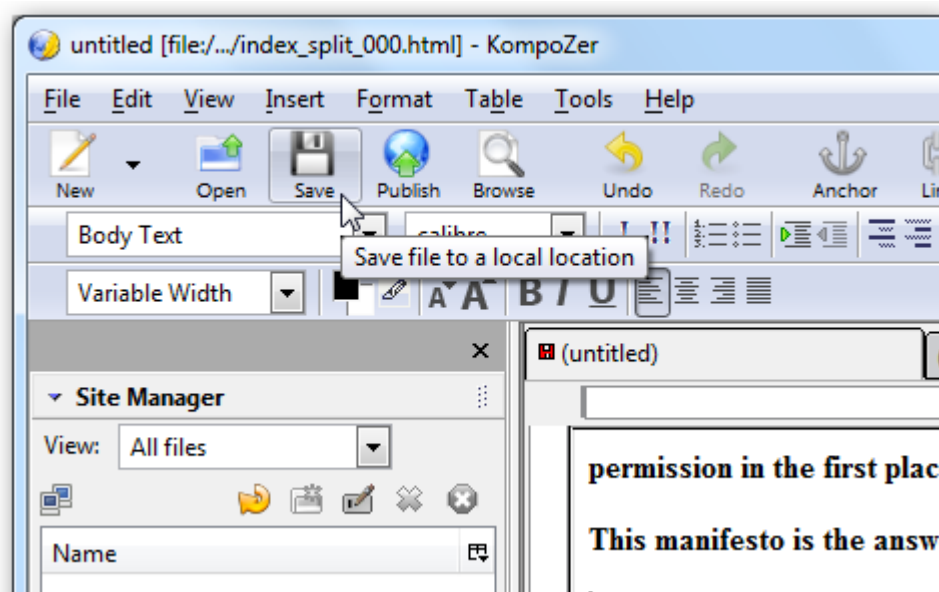 untitled [file:/.../index_split_000.html] - KompoZer
File Edit View Insert Format Table Tools Help
New Open Save Publish Browse Undo Redo Anchor
Body Text
Save file to a local location
Variable Width A A B I U
(untitled)
Site Manager
View: All files
permission in the first plac
This manifesto is the answ
Name